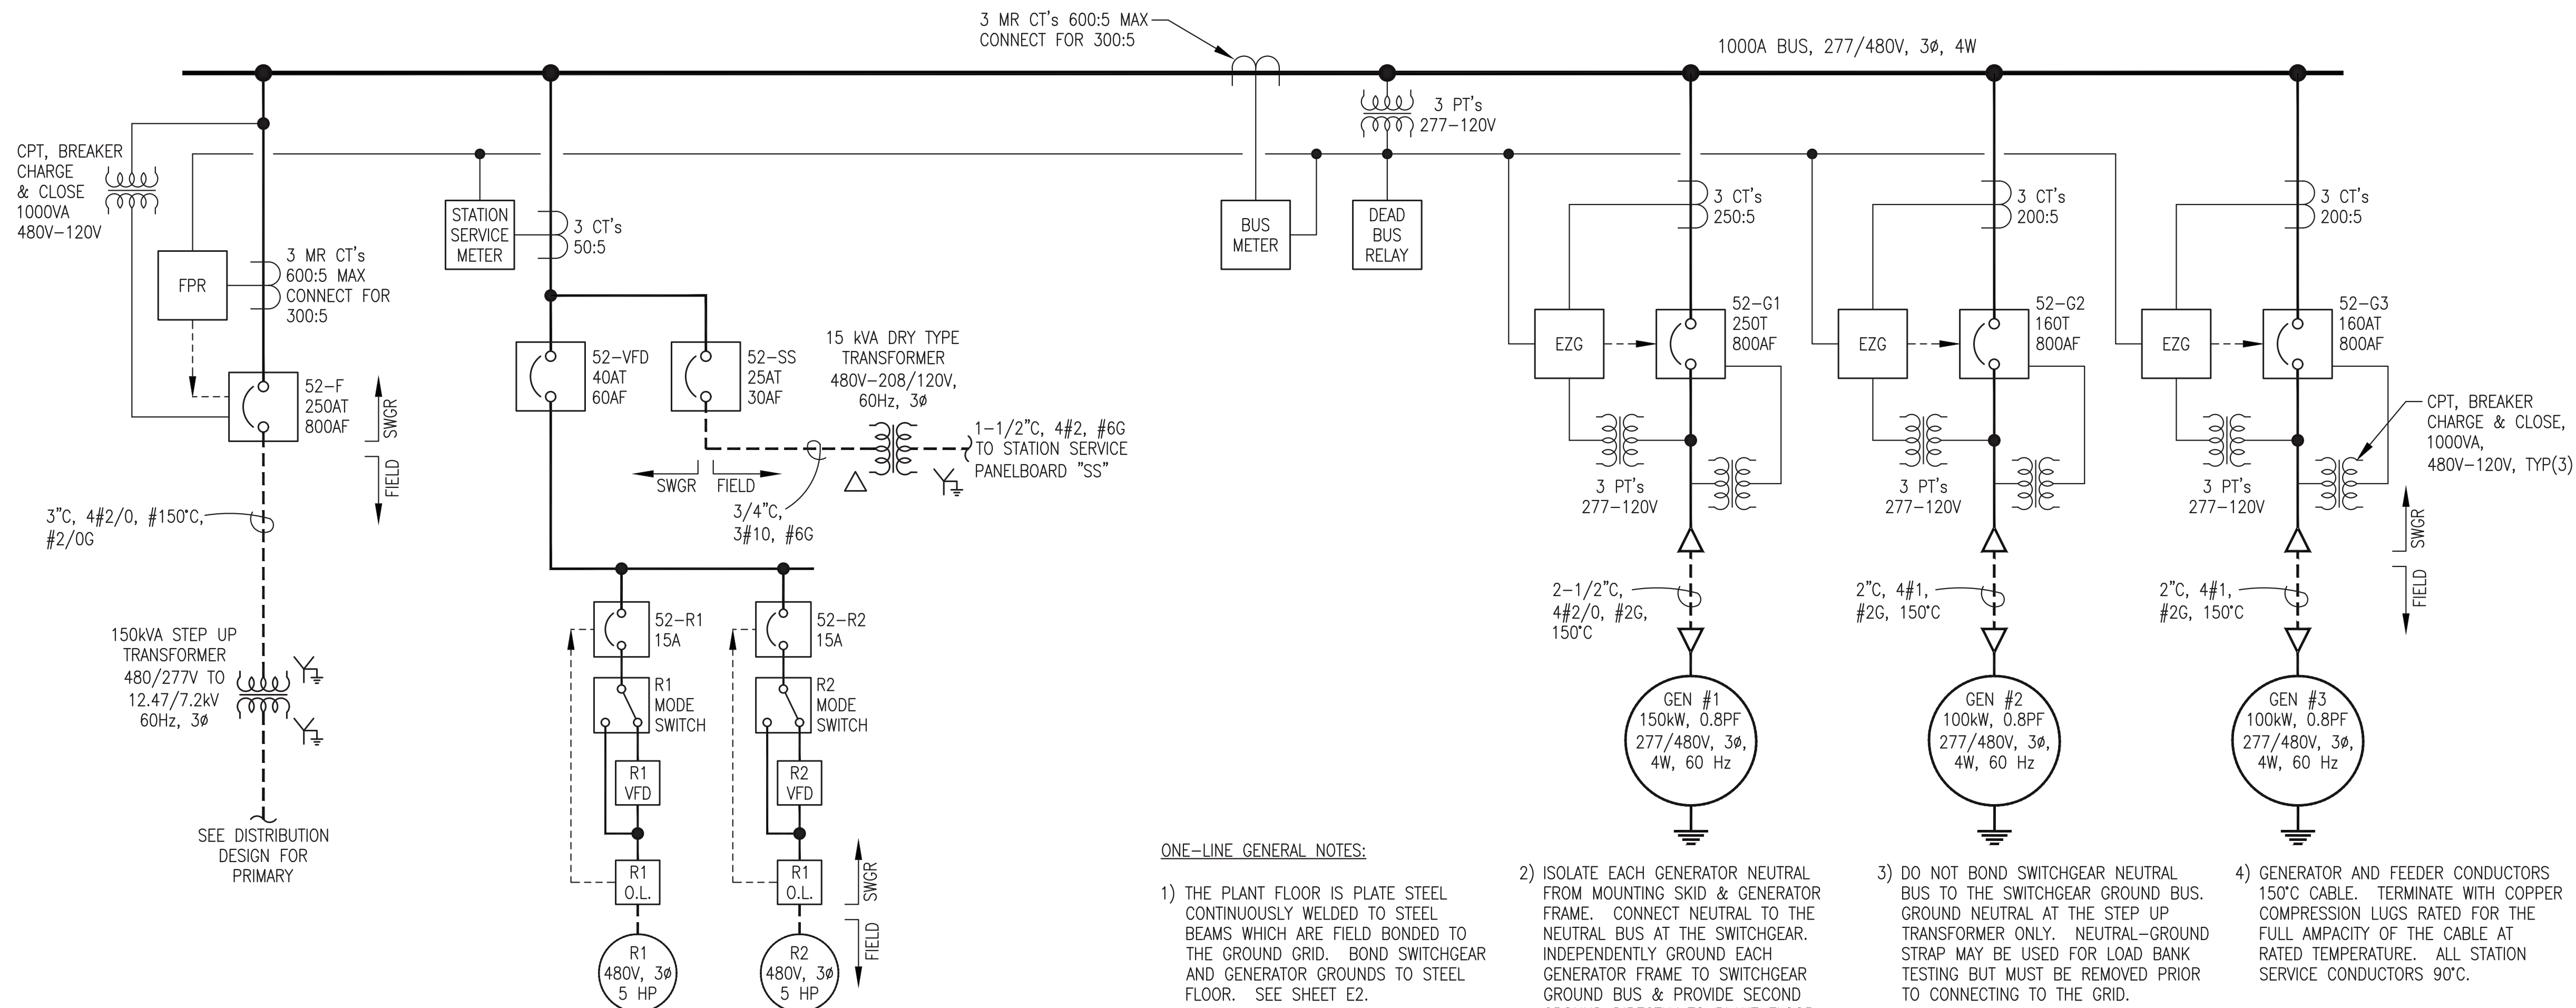 3 MR CT's 600:5 MAX
CONNECT FOR 300:5
1000A BUS, 277/480V, 3ø, 4W
3 PT's
277-120V
CPT, BREAKER
CHARGE
& CLOSE
1000VA
480V-120V
FPR
3 MR CT's
600:5 MAX
CONNECT FOR
300:5
52-F
250AT
800AF
SWGR
FIELD
3"C, 4#2/0, #150°C,
#2/0G
150kVA STEP UP
TRANSFORMER
480/277V TO
12.47/7.2kV
60Hz, 3ø
SEE DISTRIBUTION
DESIGN FOR
PRIMARY
STATION
SERVICE
METER
3 CT's
50:5
52-VFD
40AT
60AF
52-SS
25AT
30AF
15 kVA DRY TYPE
TRANSFORMER
480V-208/120V,
60Hz, 3ø
1-1/2"C, 4#2, #6G
TO STATION SERVICE
PANELBOARD "SS"
SWGR
FIELD
3/4"C,
3#10, #6G
52-R1
15A
52-R2
15A
R1
MODE
SWITCH
R2
MODE
SWITCH
R1
VFD
R2
VFD
R1
O.L.
R1
O.L.
SWGR
FIELD
R1
480V, 3ø
5 HP
R2
480V, 3ø
5 HP
BUS
METER
DEAD
BUS
RELAY
3 CT's
250:5
EZG
52-G1
250T
800AF
3 PT's
277-120V
2-1/2"C,
4#2/0, #2G,
150°C
GEN #1
150kW, 0.8PF
277/480V, 3ø,
4W, 60 Hz
3 CT's
200:5
EZG
52-G2
160T
800AF
3 PT's
277-120V
2"C, 4#1,
#2G, 150°C
GEN #2
100kW, 0.8PF
277/480V, 3ø,
4W, 60 Hz
3 CT's
200:5
EZG
52-G3
160AT
800AF
CPT, BREAKER
CHARGE & CLOSE,
1000VA,
480V-120V, TYP(3)
3 PT's
277-120V
SWGR
FIELD
2"C, 4#1,
#2G, 150°C
GEN #3
100kW, 0.8PF
277/480V, 3ø,
4W, 60 Hz
ONE-LINE GENERAL NOTES:
1) THE PLANT FLOOR IS PLATE STEEL
CONTINUOUSLY WELDED TO STEEL
BEAMS WHICH ARE FIELD BONDED TO
THE GROUND GRID. BOND SWITCHGEAR
AND GENERATOR GROUNDS TO STEEL
FLOOR. SEE SHEET E2.
2) ISOLATE EACH GENERATOR NEUTRAL
FROM MOUNTING SKID & GENERATOR
FRAME. CONNECT NEUTRAL TO THE
NEUTRAL BUS AT THE SWITCHGEAR.
INDEPENDENTLY GROUND EACH
GENERATOR FRAME TO SWITCHGEAR
GROUND BUS & PROVIDE SECOND
3) DO NOT BOND SWITCHGEAR NEUTRAL
BUS TO THE SWITCHGEAR GROUND BUS.
GROUND NEUTRAL AT THE STEP UP
TRANSFORMER ONLY. NEUTRAL-GROUND
STRAP MAY BE USED FOR LOAD BANK
TESTING BUT MUST BE REMOVED PRIOR
TO CONNECTING TO THE GRID.
4) GENERATOR AND FEEDER CONDUCTORS
150°C CABLE. TERMINATE WITH COPPER
COMPRESSION LUGS RATED FOR THE
FULL AMPACITY OF THE CABLE AT
RATED TEMPERATURE. ALL STATION
SERVICE CONDUCTORS 90°C.